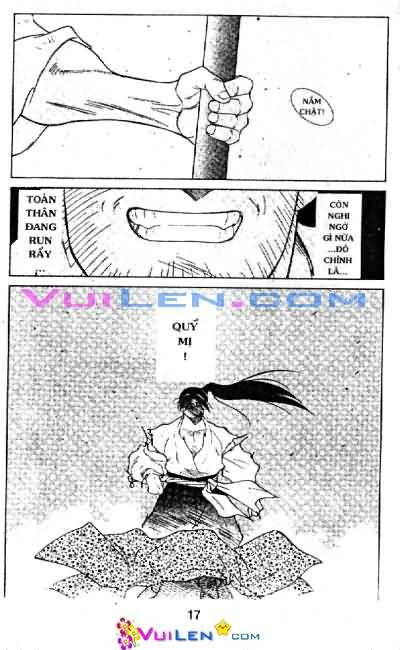 NẮM
CHẶT!
TOÀN
THÂN
ĐANG
RUN
RẨY
!...
CÒN
NGHI
NGỜ
GÌ NỮA
...ĐÓ
CHÍNH
LÀ...
VUILEN.COM
QUỶ
MỊ
!
17
VUILEN.COM